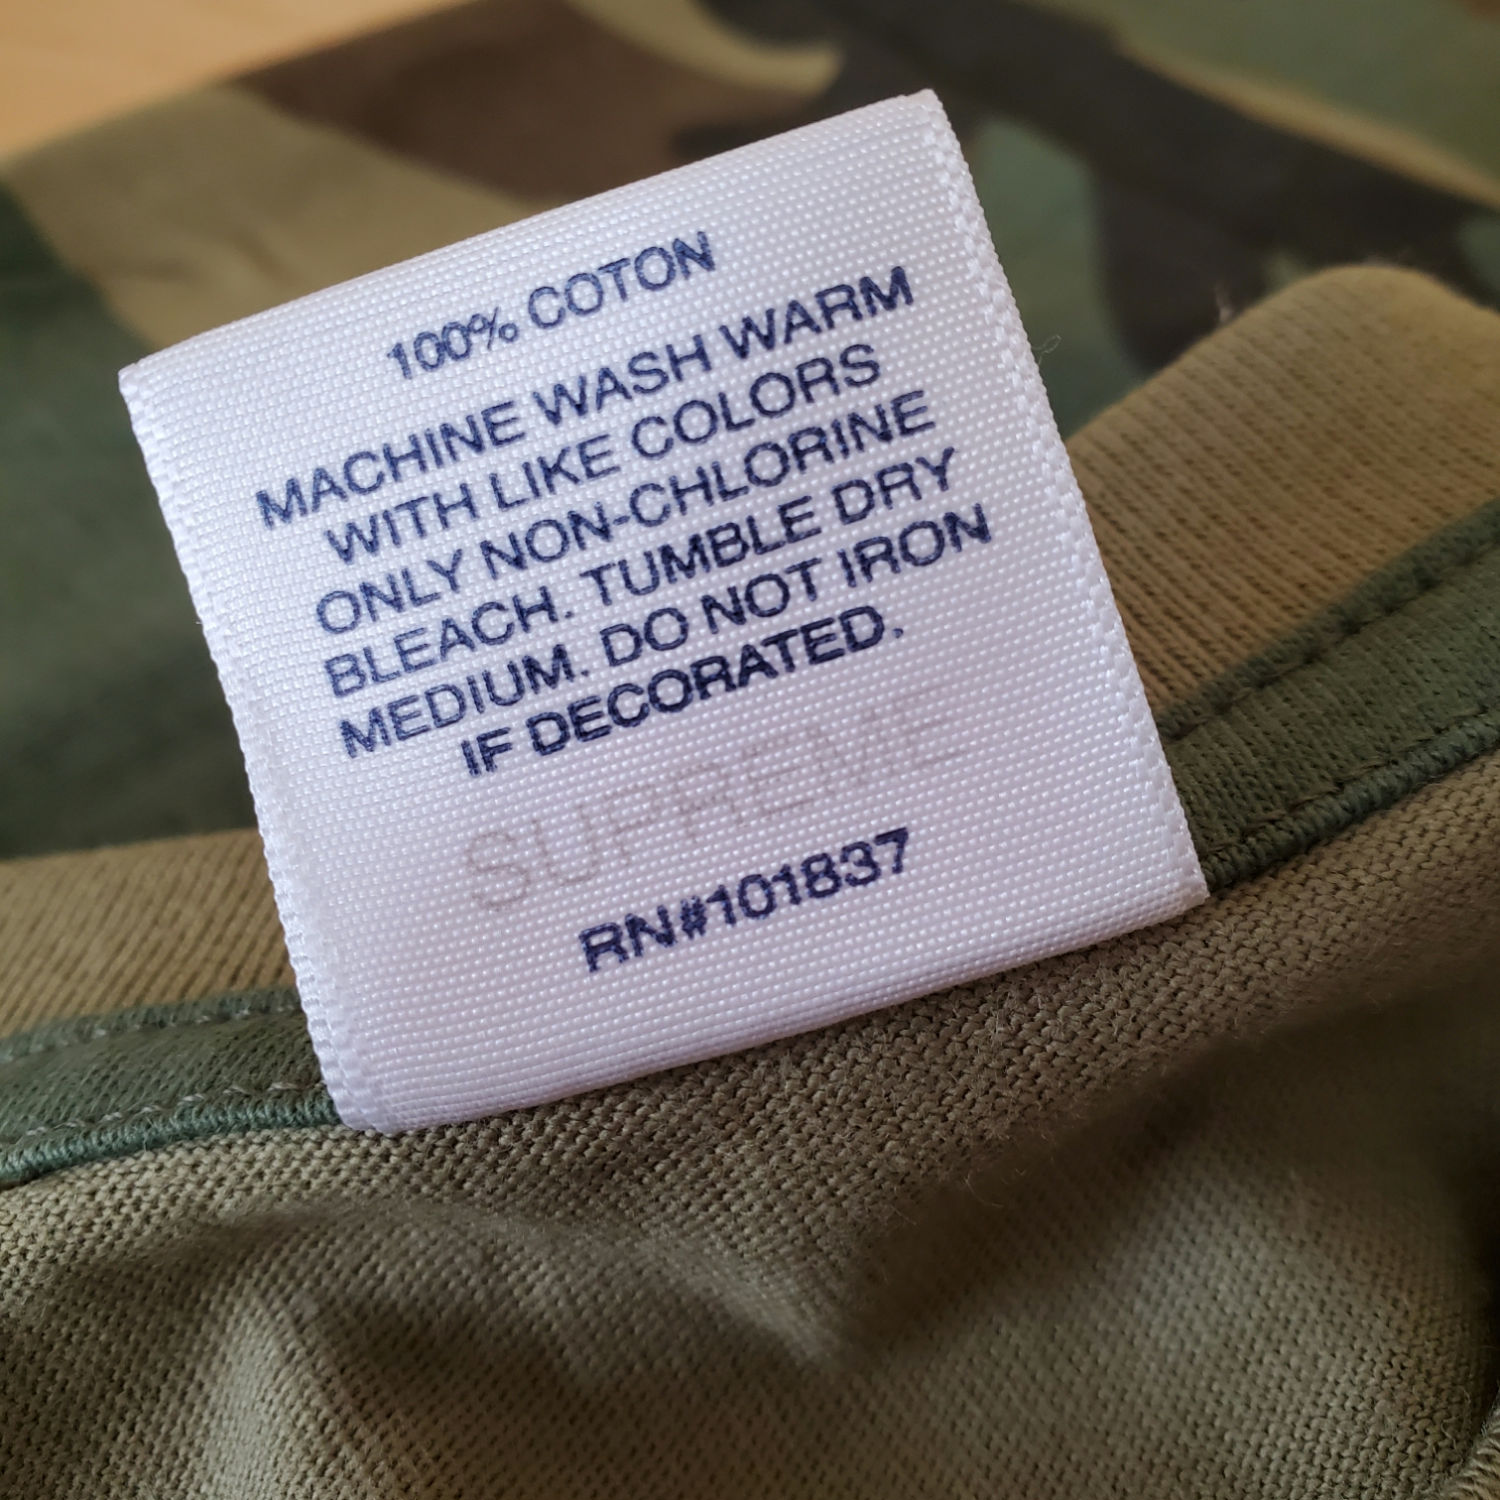 100% COTON
MACHINE WASH WARM
WITH LIKE COLORS
ONLY NON-CHLORINE
BLEACH. TUMBLE DRY
MEDIUM. DO NOT IRON
IF DECORATED.
SUPREME
RN#101837